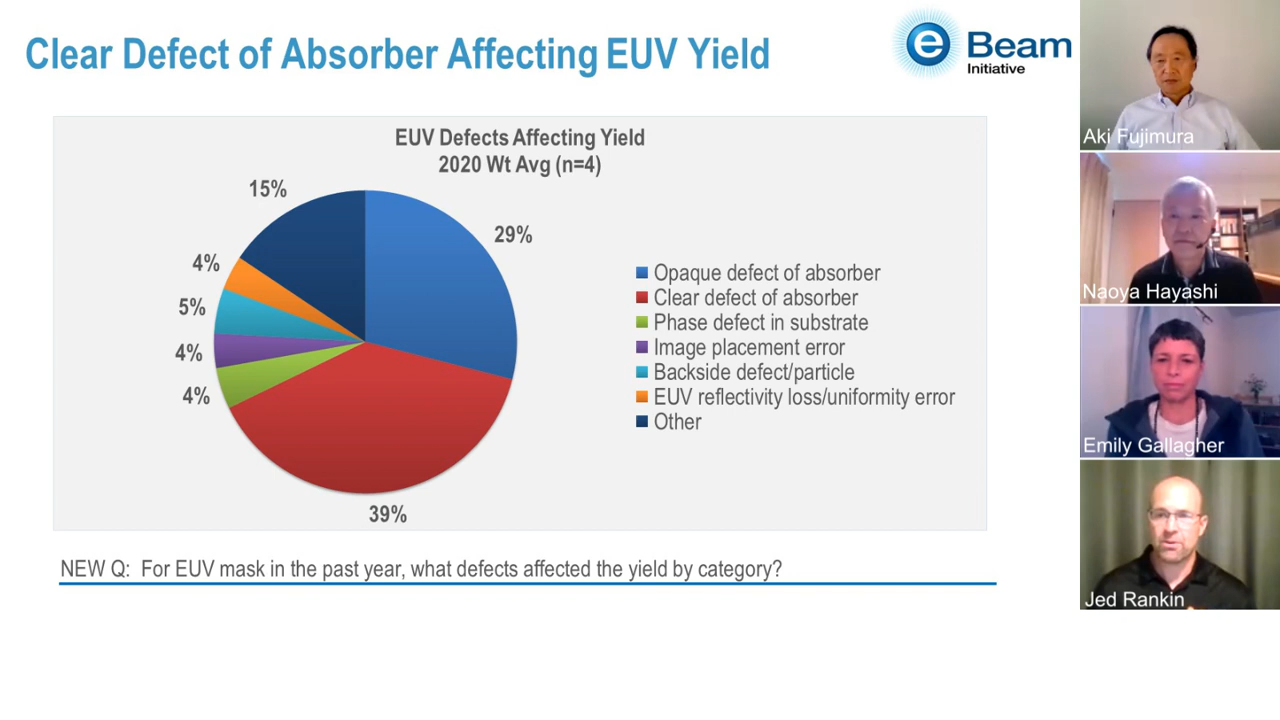 Clear Defect of Absorber Affecting EUV Yield
e Beam
Initiative
EUV Defects Affecting Yield
2020 Wt Avg (n=4)
15%
29%
4%
5%
4%
4%
39%
Opaque defect of absorber
Clear defect of absorber
Phase defect in substrate
Image placement error
Backside defect/particle
EUV reflectivity loss/uniformity error
Other
NEW Q: For EUV mask in the past year, what defects affected the yield by category?
Aki Fujimura
Naoya Hayashi
Emily Gallagher
Jed Rankin